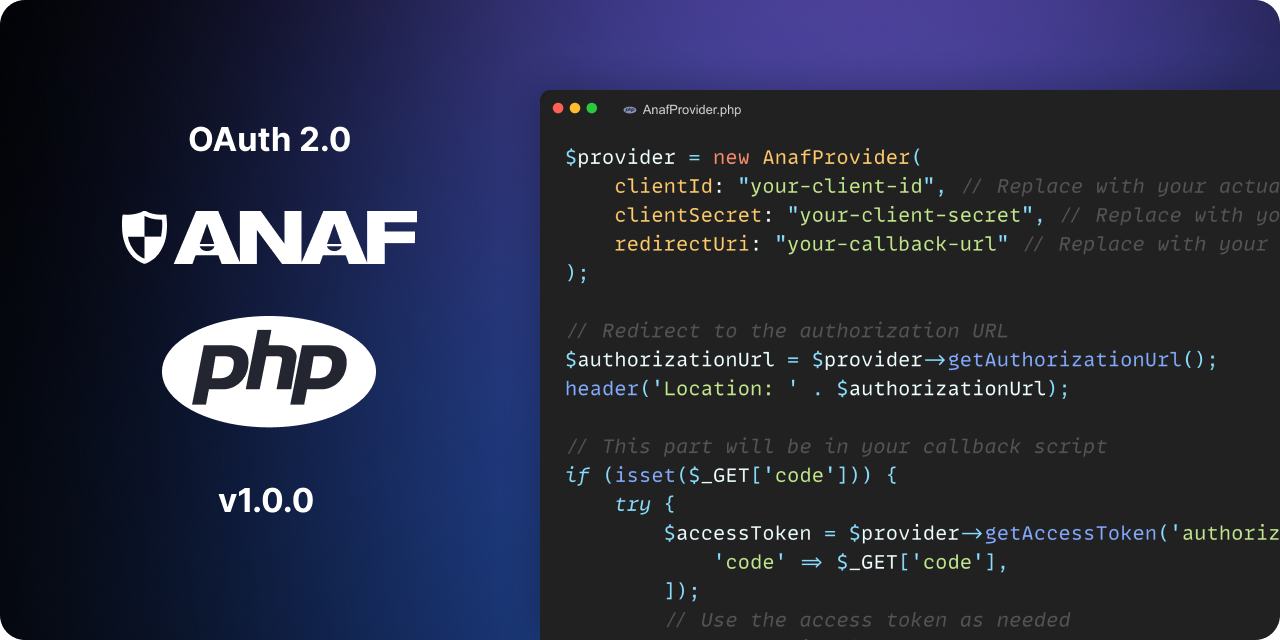 OAuth 2.0
ANAF
php
v1.0.0
php AnafProvider.php
$provider = new AnafProvider(
    clientId: "your-client-id", // Replace with your actua
    clientSecret: "your-client-secret", // Replace with yo
    redirectUri: "your-callback-url" // Replace with your
);
// Redirect to the authorization URL
$authorizationUrl = $provider->getAuthorizationUrl();
header('Location: ' . $authorizationUrl);
// This part will be in your callback script
if (isset($_GET['code'])) {
    try {
        $accessToken = $provider->getAccessToken('authoriz
            'code' => $_GET['code'],
        ]);
        // Use the access token as needed